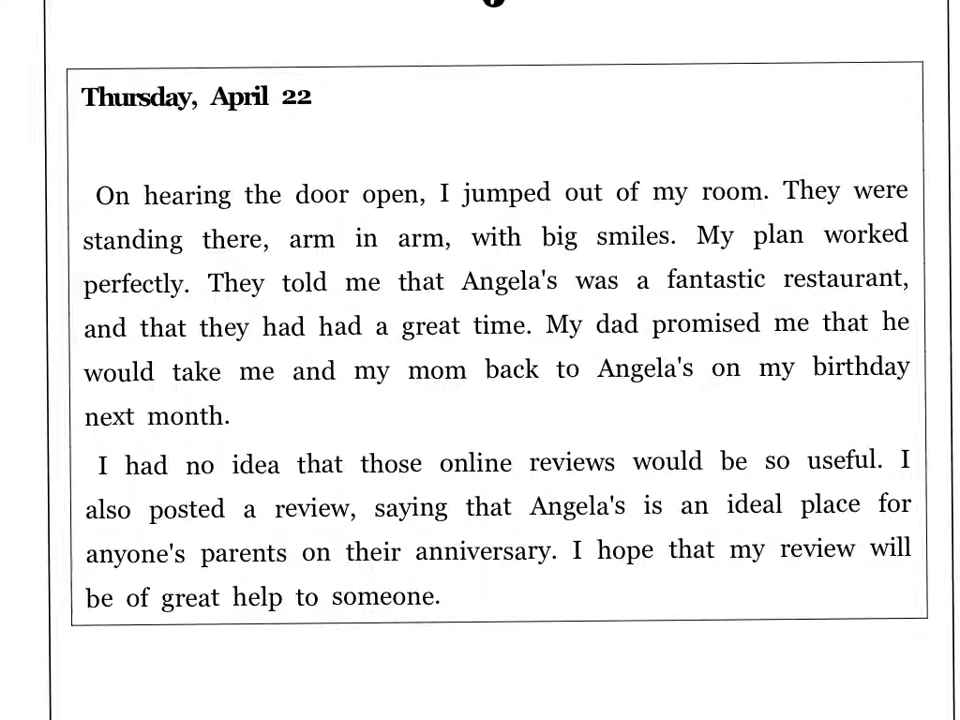 Thursday, April 22
On hearing the door open, I jumped out of my room. They were
standing there, arm in arm, with big smiles. My plan worked
perfectly. They told me that Angela's was a fantastic restaurant,
and that they had had a great time. My dad promised me that he
would take me and my mom back to Angela's on my birthday
next month.
I had no idea that those online reviews would be so useful. I
also posted a review, saying that Angela's is an ideal place for
anyone's parents on their anniversary. I hope that my review will
be of great help to someone.